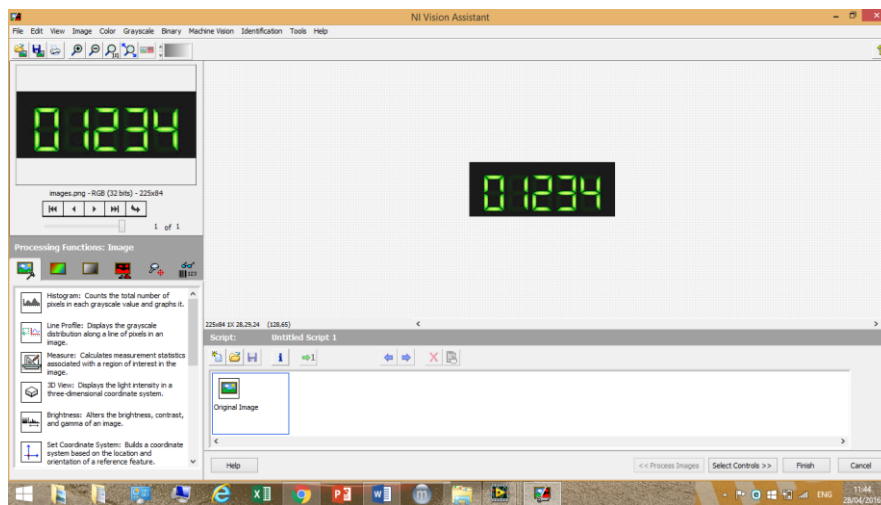 NI Vision Assistant
File Edit View Image Color Grayscale Binary Machine Vision Identification Tools Help
01234
images.png - RGB (32 bits) - 225x84
1 of 1
Processing Functions: Image
Histogram: Counts the total number of
pixels in each grayscale value and graphs it.
Line Profile: Displays the grayscale
distribution along a line of pixels in an
image.
Measure: Calculates measurement statistics
associated with a region of interest in the
image.
3D View: Displays the light intensity in a
three-dimensional coordinate system.
Brightness: Alters the brightness, contrast,
and gamma of an image.
Set Coordinate System: Builds a coordinate
system based on the location and
orientation of a reference feature.
01234
225x84 1X 28,29,24 (128,65)
Script: Untitled Script 1
1
Original Image
Help
<< Process Images
Select Controls >>
Finish
Cancel
ENG
11:44
28/04/2016